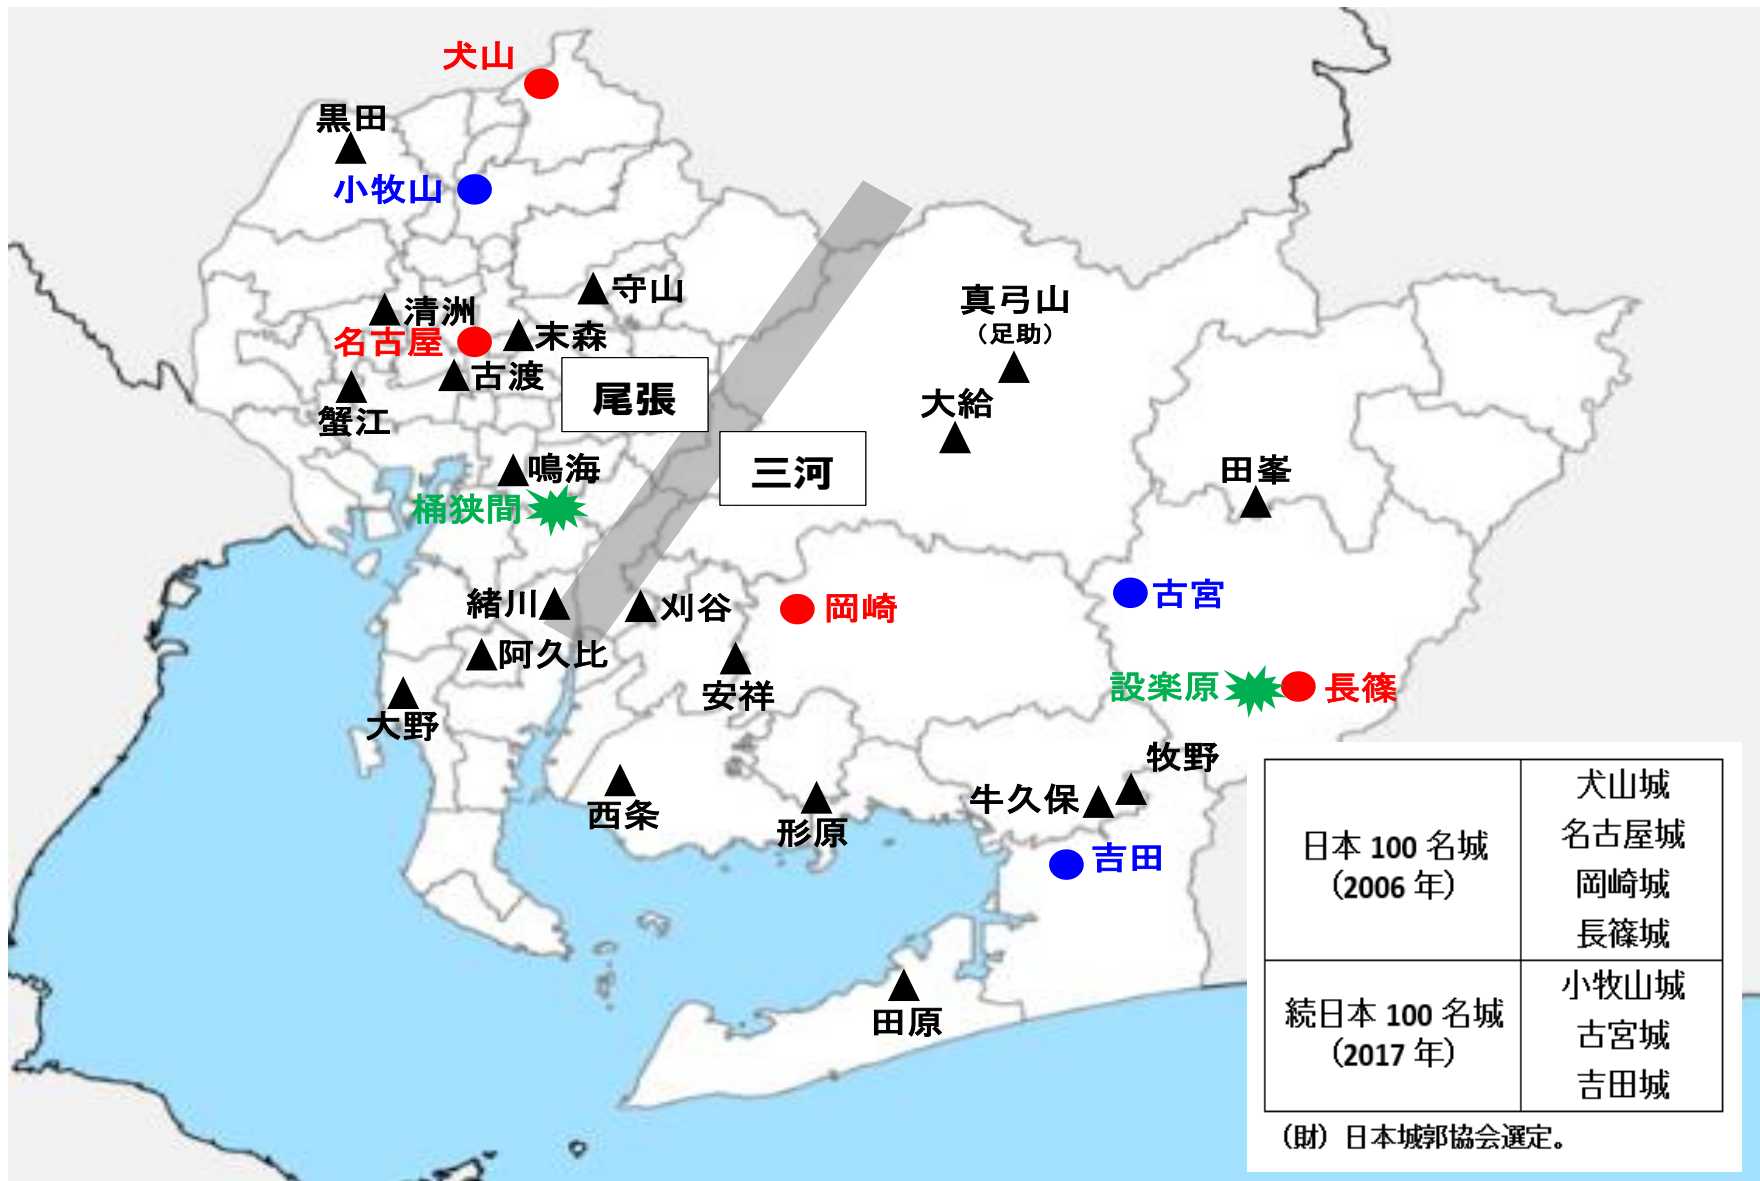 犬山
黒田
小牧山
守山
清洲
名古屋
末森
古渡
蟹江
尾張
三河
真弓山
（足助）
大給
鳴海
桶狭間
田峯
緒川
刈谷
岡崎
古宮
阿久比
安祥
大野
設楽原
長篠
西条
形原
牧野
牛久保
吉田
田原
日本 100 名城
（2006 年）
犬山城
名古屋城
岡崎城
長篠城
続日本 100 名城
（2017 年）
小牧山城
古宮城
吉田城
（財）日本城郭協会選定。